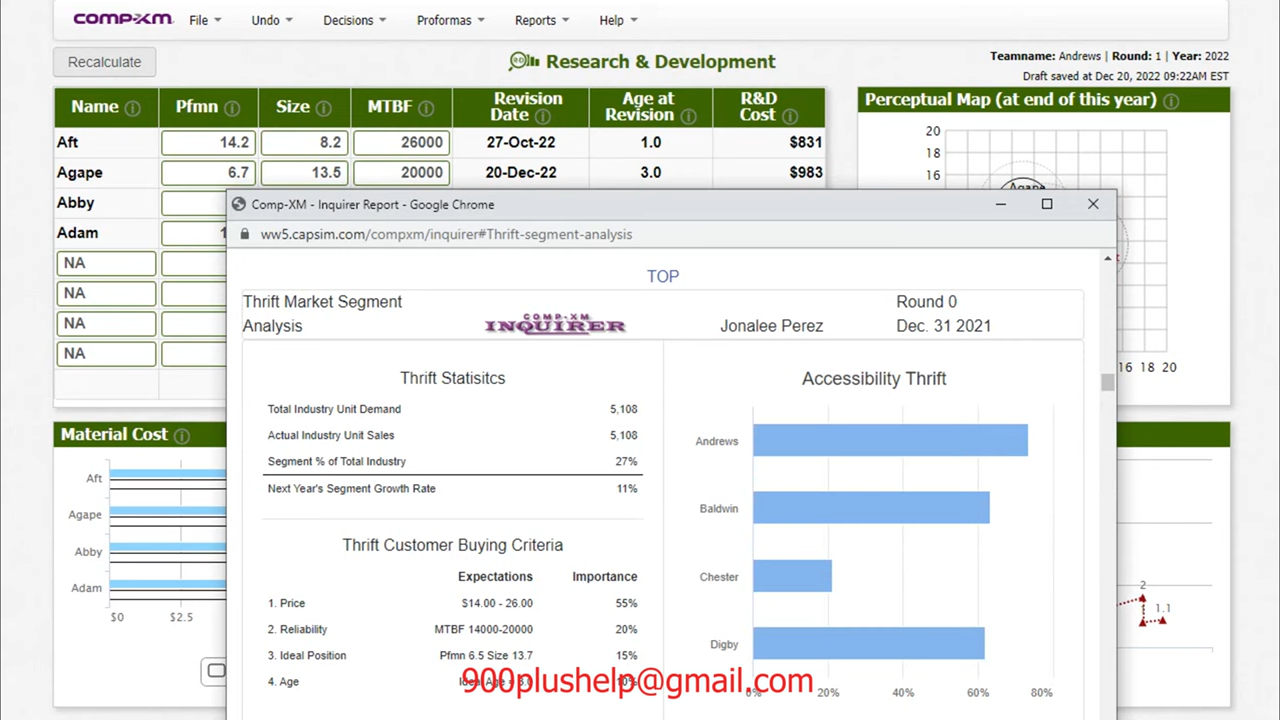 COMP-XM File Undo Decisions Proformas Reports Help
Recalculate
Research & Development
Teamname: Andrews | Round: 1 | Year: 2022
Draft saved at Dec 20, 2022 09:22AM EST
Name Pfmn Size MTBF Revision Date Age at Revision R&D Cost
Aft 14.2 8.2 26000 27-Oct-22 1.0 $831
Agape 6.7 13.5 20000 20-Dec-22 3.0 $983
Abby
Adam 1
NA
NA
NA
NA
Perceptual Map (at end of this year)
20
18
16
Agape
16 18 20
Material Cost
Aft
Agape
Abby
Adam
$0 $2.5
2
1.1
Comp-XM - Inquirer Report - Google Chrome
ww5.capsim.com/compxm/inquirer#Thrift-segment-analysis
TOP
Thrift Market Segment
Analysis
COMP-XM
INQUIRER
Jonalee Perez
Round 0
Dec. 31 2021
Thrift Statisitcs
Total Industry Unit Demand 5,108
Actual Industry Unit Sales 5,108
Segment % of Total Industry 27%
Next Year's Segment Growth Rate 11%
Thrift Customer Buying Criteria
Expectations Importance
1. Price $14.00 - 26.00 55%
2. Reliability MTBF 14000-20000 20%
3. Ideal Position Pfmn 6.5 Size 13.7 15%
4. Age
Accessibility Thrift
Andrews
Baldwin
Chester
Digby
0% 20% 40% 60% 80%
900plushelp@gmail.com